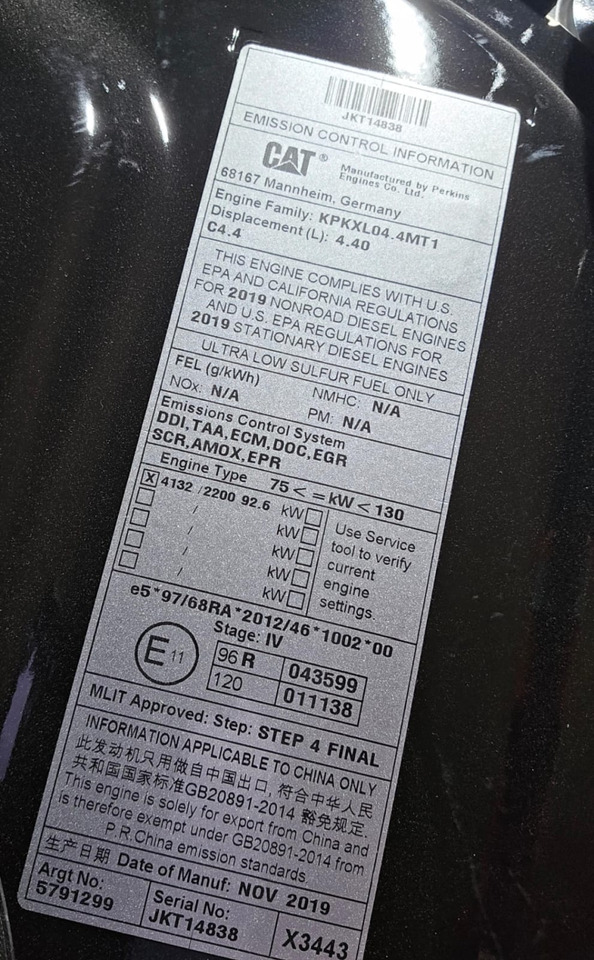 JKT14838
EMISSION CONTROL INFORMATION
CAT® Manufactured by Perkins
Engines Co. Ltd.
68167 Mannheim, Germany
Engine Family: KPKXL04.4MT1
Displacement (L): 4.40
C4.4
THIS ENGINE COMPLIES WITH U.S.
EPA AND CALIFORNIA REGULATIONS
FOR 2019 NONROAD DIESEL ENGINES
AND U.S. EPA REGULATIONS FOR
2019 STATIONARY DIESEL ENGINES
ULTRA LOW SULFUR FUEL ONLY
FEL (g/kWh) NMHC: N/A
NOx: N/A PM: N/A
Emissions Control System
DDI,TAA,ECM,DOC,EGR
SCR,AMOX,EPR
Engine Type 75 < = kW < 130
X 4132 / 2200 92.6 kW
/ kW
/ kW
/ kW
/ kW
Use Service
tool to verify
current
engine
settings.
e5*97/68RA*2012/46*1002*00
Stage: IV
E 11
96 R 043599
120 011138
MLIT Approved: Step: STEP 4 FINAL
INFORMATION APPLICABLE TO CHINA ONLY
此发动机只用做自中国出口, 符合中华人民
共和国国家标准GB20891-2014 豁免规定.
This engine is solely for export from China and
is therefore exempt under GB20891-2014 from
P.R.China emission standards
生产日期 Date of Manuf: NOV 2019
Argt No:
5791299
Serial No:
JKT14838
X3443